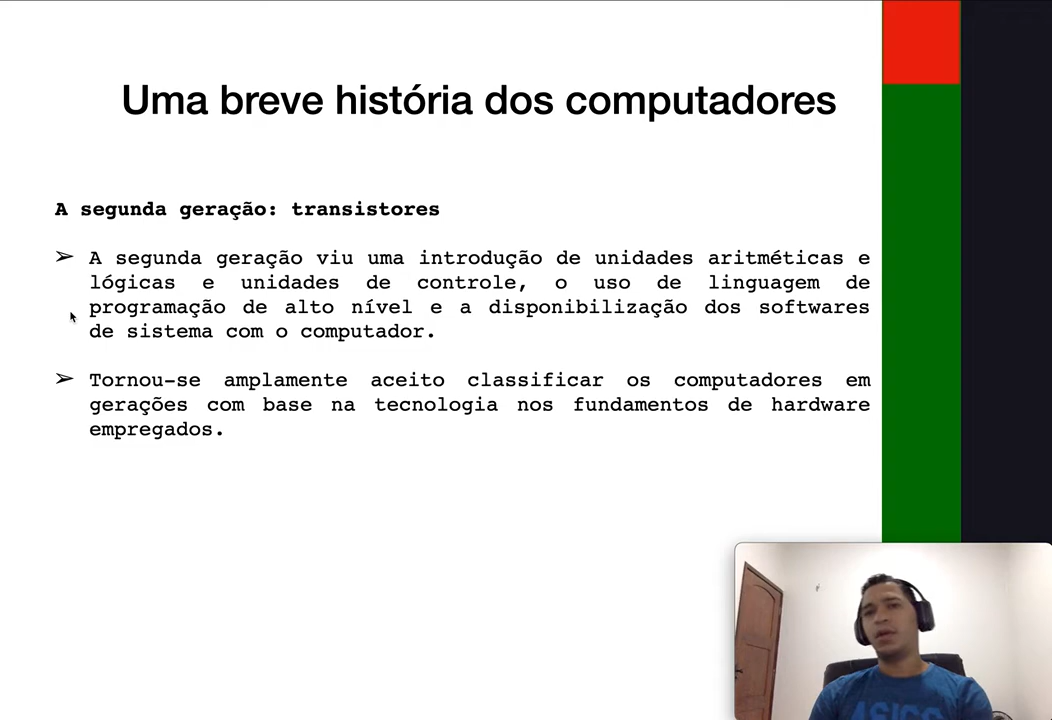 Uma breve história dos computadores
A segunda geração: transistores
➢ A segunda geração viu uma introdução de unidades aritméticas e
lógicas e unidades de controle, o uso de linguagem de
programação de alto nível e a disponibilização dos softwares
de sistema com o computador.
➢ Tornou-se amplamente aceito classificar os computadores em
gerações com base na tecnologia nos fundamentos de hardware
empregados.
ASICS